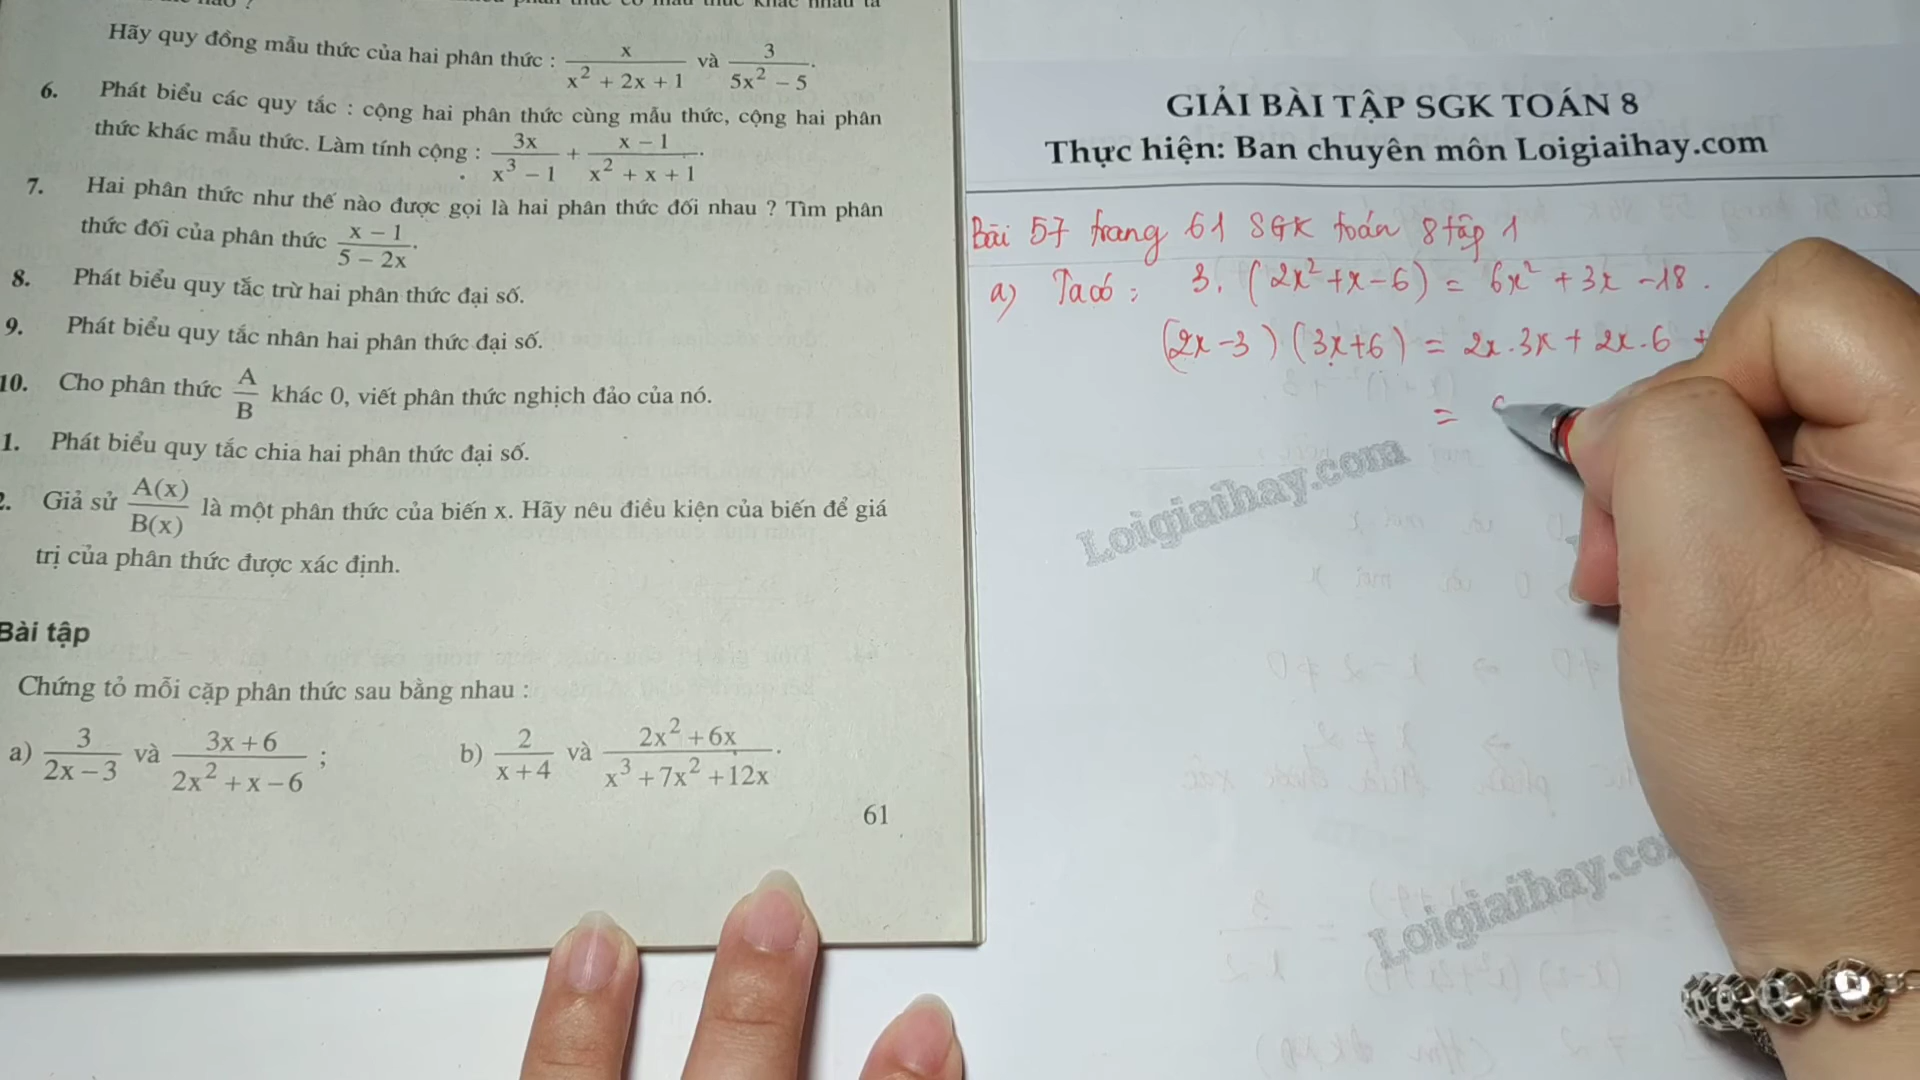 Hãy quy đồng mẫu thức của hai phân thức : x / (x² + 2x + 1) và 3 / (5x² − 5).
6. Phát biểu các quy tắc : cộng hai phân thức cùng mẫu thức, cộng hai phân
thức khác mẫu thức. Làm tính cộng : 3x / (x³ − 1) + (x − 1) / (x² + x + 1).
7. Hai phân thức như thế nào được gọi là hai phân thức đối nhau ? Tìm phân
thức đối của phân thức (x − 1) / (5 − 2x).
8. Phát biểu quy tắc trừ hai phân thức đại số.
9. Phát biểu quy tắc nhân hai phân thức đại số.
10. Cho phân thức A / B khác 0, viết phân thức nghịch đảo của nó.
1. Phát biểu quy tắc chia hai phân thức đại số.
2. Giả sử A(x) / B(x) là một phân thức của biến x. Hãy nêu điều kiện của biến để giá
trị của phân thức được xác định.
Bài tập
Chứng tỏ mỗi cặp phân thức sau bằng nhau :
a) 3 / (2x − 3) và (3x + 6) / (2x² + x − 6) ; b) 2 / (x + 4) và (2x² + 6x) / (x³ + 7x² + 12x).
61
GIẢI BÀI TẬP SGK TOÁN 8
Thực hiện: Ban chuyên môn Loigiaihay.com
Bài 57 trang 61 SGK toán 8 tập 1
a) Ta có : 3. (2x² + x − 6) = 6x² + 3x − 18.
(2x − 3) (3x + 6) = 2x . 3x + 2x . 6 +
=
Loigiaihay.com
Loigiaihay.co